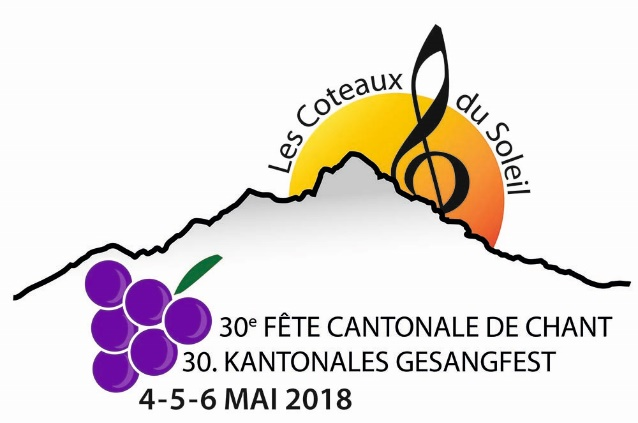 Les Coteaux du Soleil
30e FÊTE CANTONALE DE CHANT
30. KANTONALES GESANGFEST
4-5-6 MAI 2018